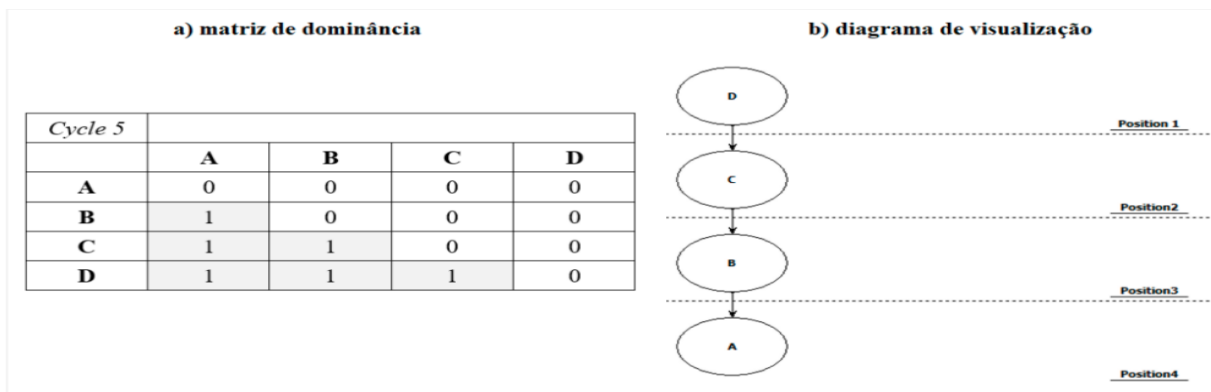 a) matriz de dominância
b) diagrama de visualização
Cycle 5
A B C D
A 0 0 0 0
B 1 0 0 0
C 1 1 0 0
D 1 1 1 0
D
Position 1
C
Position2
B
Position3
A
Position4